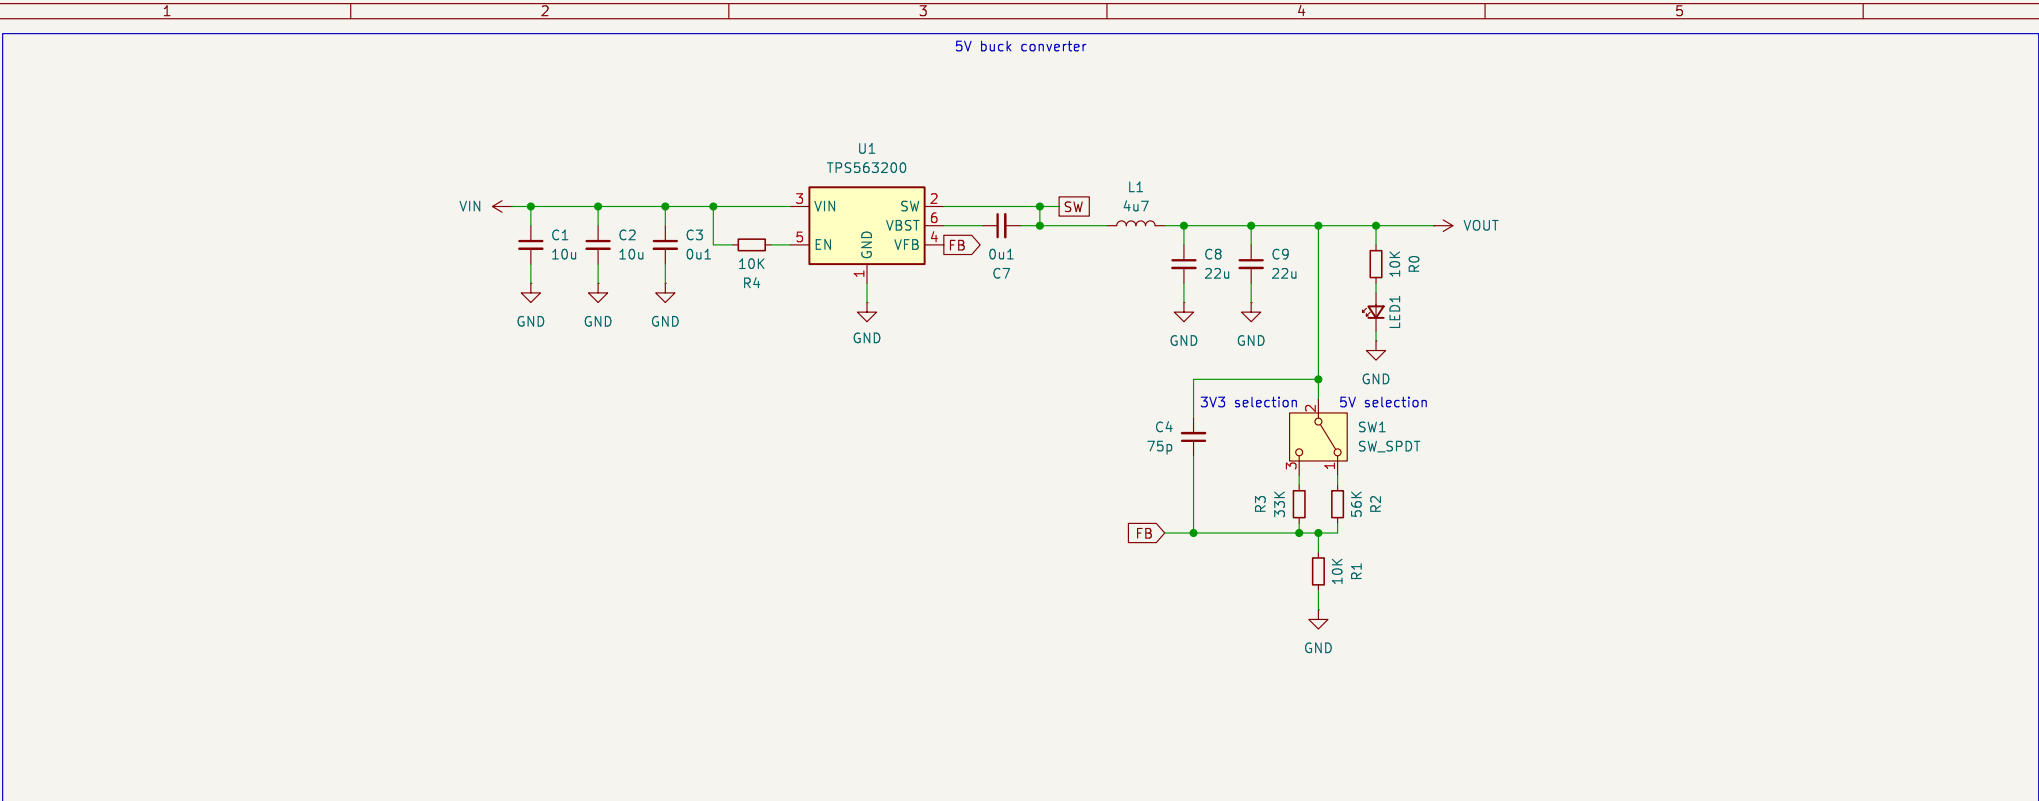 1 2 3 4 5
5V buck converter
U1
TPS563200
VIN
3 VIN
SW 2
VBST 6
5 EN
VFB 4
GND
1
GND
SW
FB
L1
4u7
VOUT
C1
10u
GND
C2
10u
GND
C3
0u1
GND
10K
R4
0u1
C7
C8
22u
GND
C9
22u
GND
10K
R0
LED1
GND
3V3 selection
5V selection
2
C4
75p
SW1
SW_SPDT
3
1
R3
33K
56K
R2
FB
10K
R1
GND